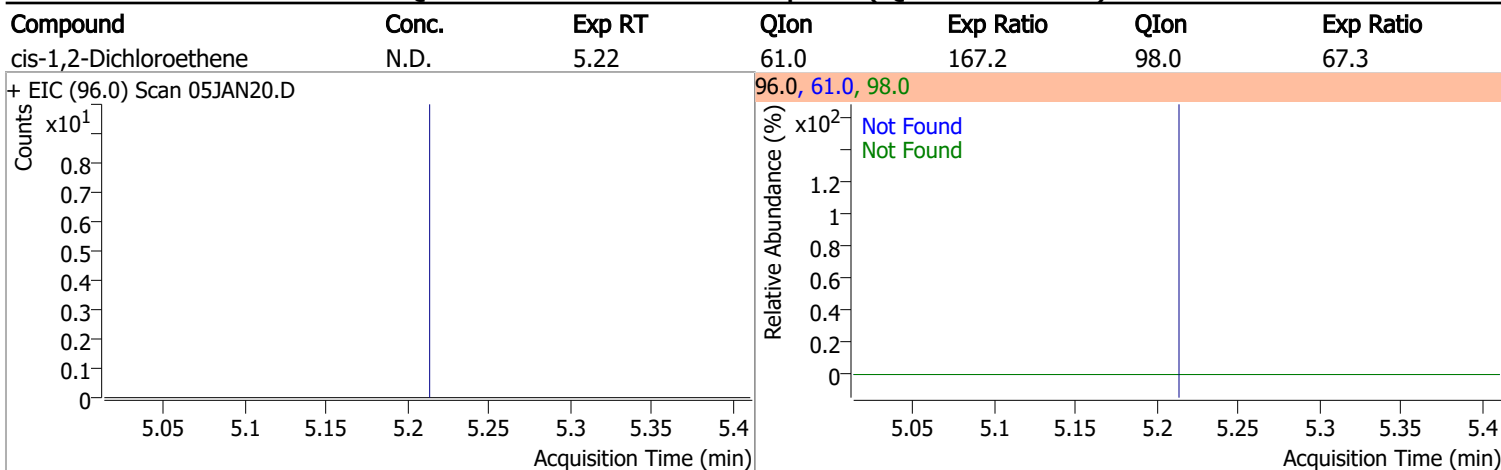 Compound Conc. Exp RT QIon Exp Ratio QIon Exp Ratio
cis-1,2-Dichloroethene N.D. 5.22 61.0 167.2 98.0 67.3
+ EIC (96.0) Scan 05JAN20.D
Counts
x10¹
0.8
0.7
0.6
0.5
0.4
0.3
0.2
0.1
0
5.05 5.1 5.15 5.2 5.25 5.3 5.35 5.4
Acquisition Time (min)
96.0, 61.0, 98.0
Relative Abundance (%)
x10²
Not Found
Not Found
1.2
1
0.8
0.6
0.4
0.2
0
5.05 5.1 5.15 5.2 5.25 5.3 5.35 5.4
Acquisition Time (min)